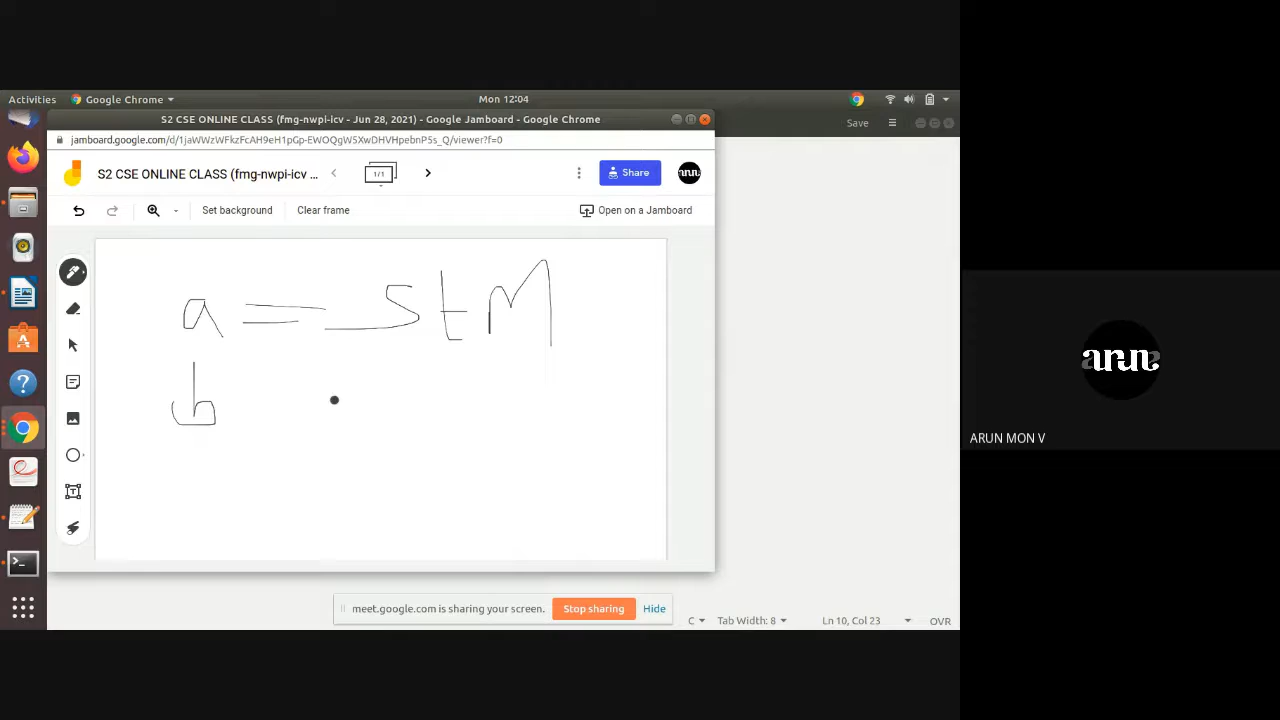 Activities Google Chrome Mon 12:04
S2 CSE ONLINE CLASS (fmg-nwpi-icv - Jun 28, 2021) - Google Jamboard - Google Chrome
Save
jamboard.google.com/d/1jaWWzWFkzFcAH9eH1pGp-EWOQgW5XwDHVHpebnP5s_Q/viewer?f=0
S2 CSE ONLINE CLASS (fmg-nwpi-icv ... 1/1 Share
Set background Clear frame Open on a Jamboard
a = StM
b
arun
ARUN MON V
meet.google.com is sharing your screen. Stop sharing Hide
C Tab Width: 8 Ln 10, Col 23 OVR